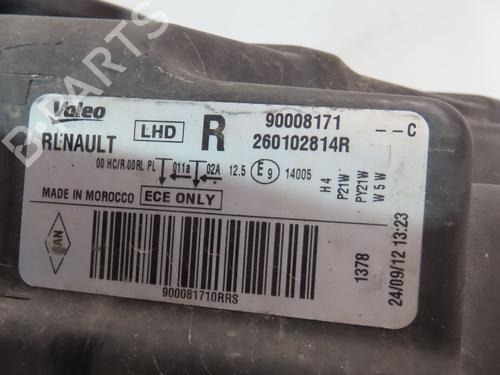 Valeo
RENAULT LHD R
90008171
260102814R
--C
00 HC/R 00RL PL 011a 02A 12.5 E9 14005
H4
P21W
PY21W
W5W
MADE IN MOROCCO ECE ONLY
1378
24/09/12 13:23
900081710RRS
B-PARTS